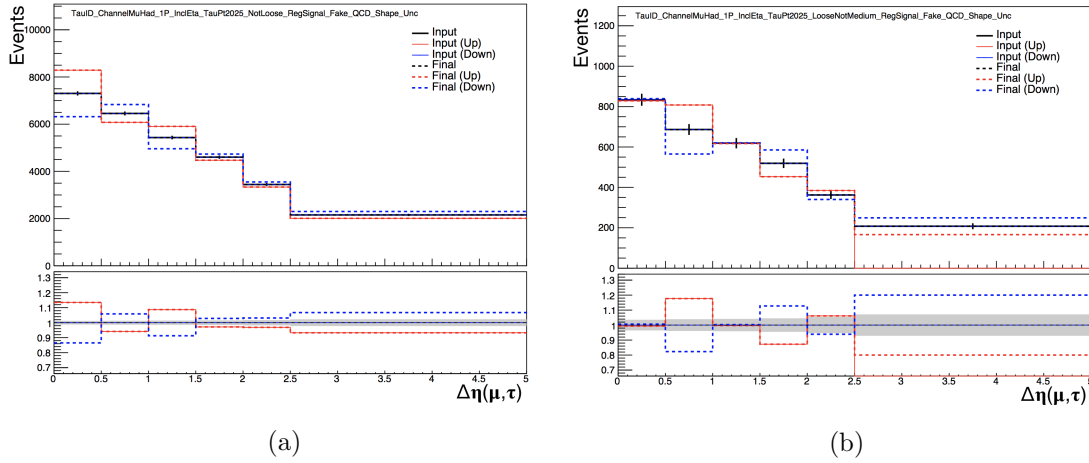 TauID_ChannelMuHad_1P_InclEta_TauPt2025_NotLoose_RegSignal_Fake_QCD_Shape_Unc
Events
Input
Input (Up)
Input (Down)
Final
Final (Up)
Final (Down)
10000
8000
6000
4000
2000
0
1.3
1.2
1.1
1
0.9
0.8
0.7
0 0.5 1 1.5 2 2.5 3 3.5 4 4.5 5
Δη(μ,τ)
(a)
TauID_ChannelMuHad_1P_InclEta_TauPt2025_LooseNotMedium_RegSignal_Fake_QCD_Shape_Unc
Events
Input
Input (Up)
Input (Down)
Final
Final (Up)
Final (Down)
1200
1000
800
600
400
200
0
1.3
1.2
1.1
1
0.9
0.8
0.7
0 0.5 1 1.5 2 2.5 3 3.5 4 4.5 5
Δη(μ,τ)
(b)